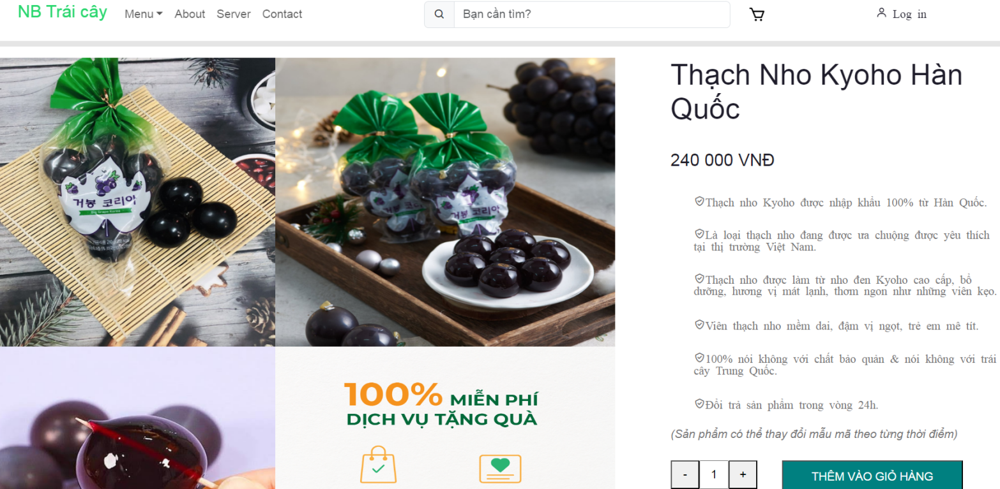 NB Trái cây Menu About Server Contact Bạn cần tìm? Log in
거봉 코리아
Big Grape Korea
거봉 코리아
Thạch Nho Kyoho Hàn
Quốc
240 000 VNĐ
Thạch nho Kyoho được nhập khẩu 100% từ Hàn Quốc.
Là loại thạch nho đang được ưa chuộng được yêu thích
tại thị trường Việt Nam.
Thạch nho được làm từ nho đen Kyoho cao cấp, bổ
dưỡng, hương vị mát lạnh, thơm ngon như những viên kẹo.
Viên thạch nho mềm dai, đậm vị ngọt, trẻ em mê tít.
100% nói không với chất bảo quản & nói không với trái
cây Trung Quốc.
Đổi trả sản phẩm trong vòng 24h.
(Sản phẩm có thể thay đổi mẫu mã theo từng thời điểm)
- 1 + THÊM VÀO GIỎ HÀNG
100% MIỄN PHÍ
DỊCH VỤ TẶNG QUÀ